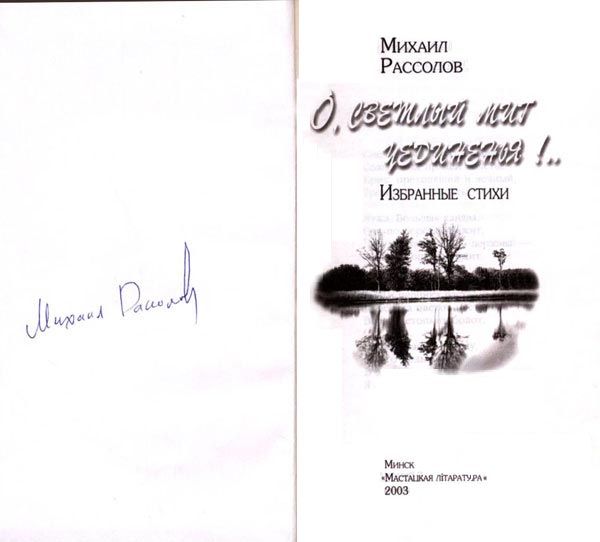 Михаил Рассолов
Михаил
Рассолов
О, светлый миг
уединенья!..
Избранные стихи
Минск
"Мастацкая літаратура"
2003